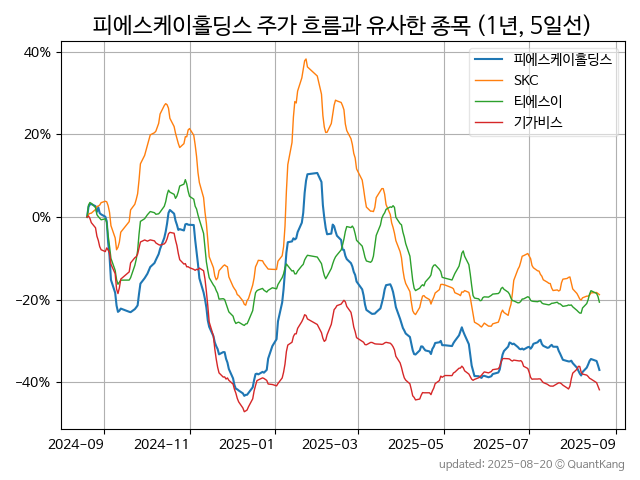 피에스케이홀딩스 주가 흐름과 유사한 종목 (1년, 5일선)
피에스케이홀딩스
SKC
티에스이
기가비스
40%
20%
0%
−20%
−40%
2024-09 2024-11 2025-01 2025-03 2025-05 2025-07 2025-09
updated: 2025-08-20 © QuantKang